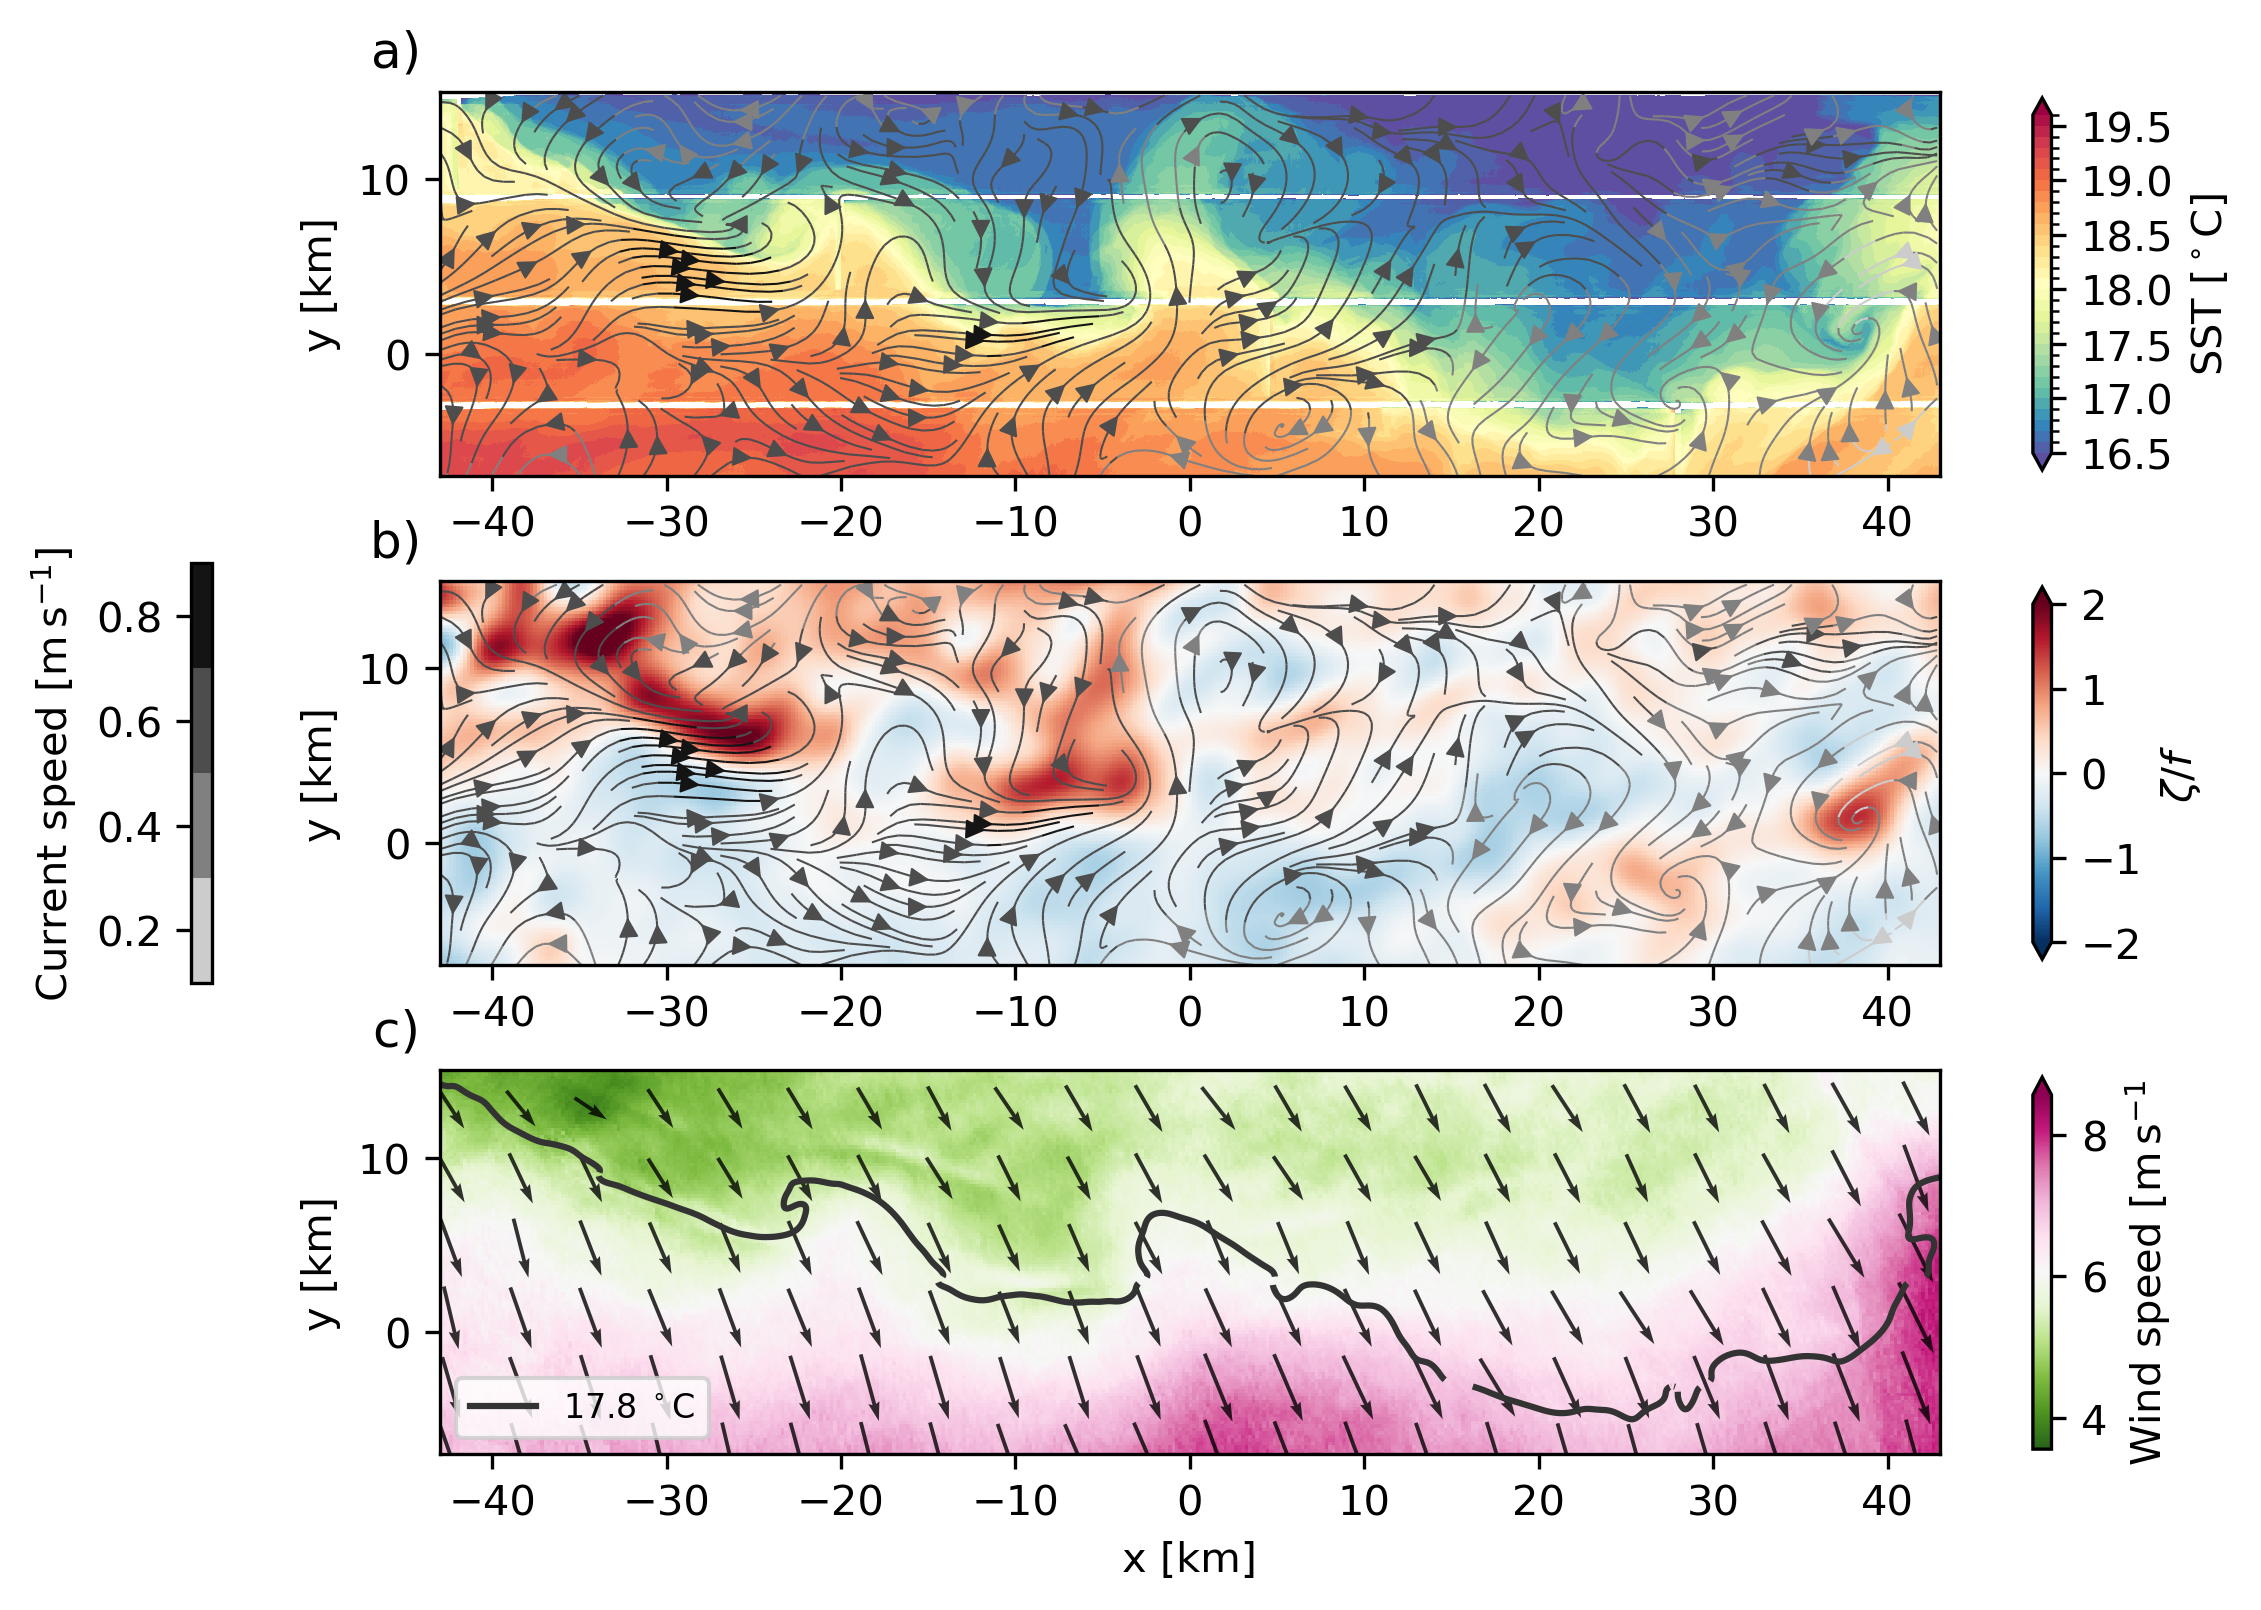 a)
10
0
y [km]
−40 −30 −20 −10 0 10 20 30 40
19.5
19.0
18.5
18.0
17.5
17.0
16.5
SST [°C]
b)
10
0
y [km]
−40 −30 −20 −10 0 10 20 30 40
2
1
0
−1
−2
ζ/f
0.8
0.6
0.4
0.2
Current speed [m s⁻¹]
c)
10
0
y [km]
17.8 °C
−40 −30 −20 −10 0 10 20 30 40
x [km]
8
6
4
Wind speed [m s⁻¹]